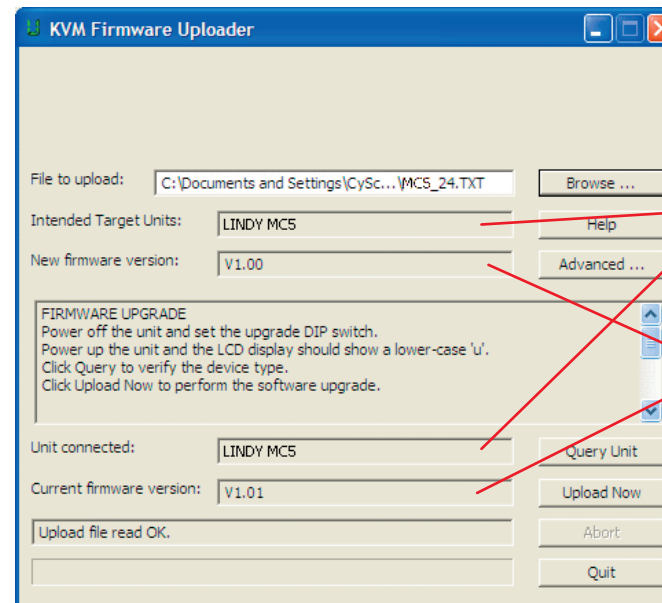 KVM Firmware Uploader
File to upload: C:\Documents and Settings\CySc...\MC5_24.TXT Browse ...
Intended Target Units: LINDY MC5 Help
New firmware version: V1.00 Advanced ...
FIRMWARE UPGRADE
Power off the unit and set the upgrade DIP switch.
Power up the unit and the LCD display should show a lower-case 'u'.
Click Query to verify the device type.
Click Upload Now to perform the software upgrade.
Unit connected: LINDY MC5 Query Unit
Current firmware version: V1.01 Upload Now
Upload file read OK. Abort
Quit